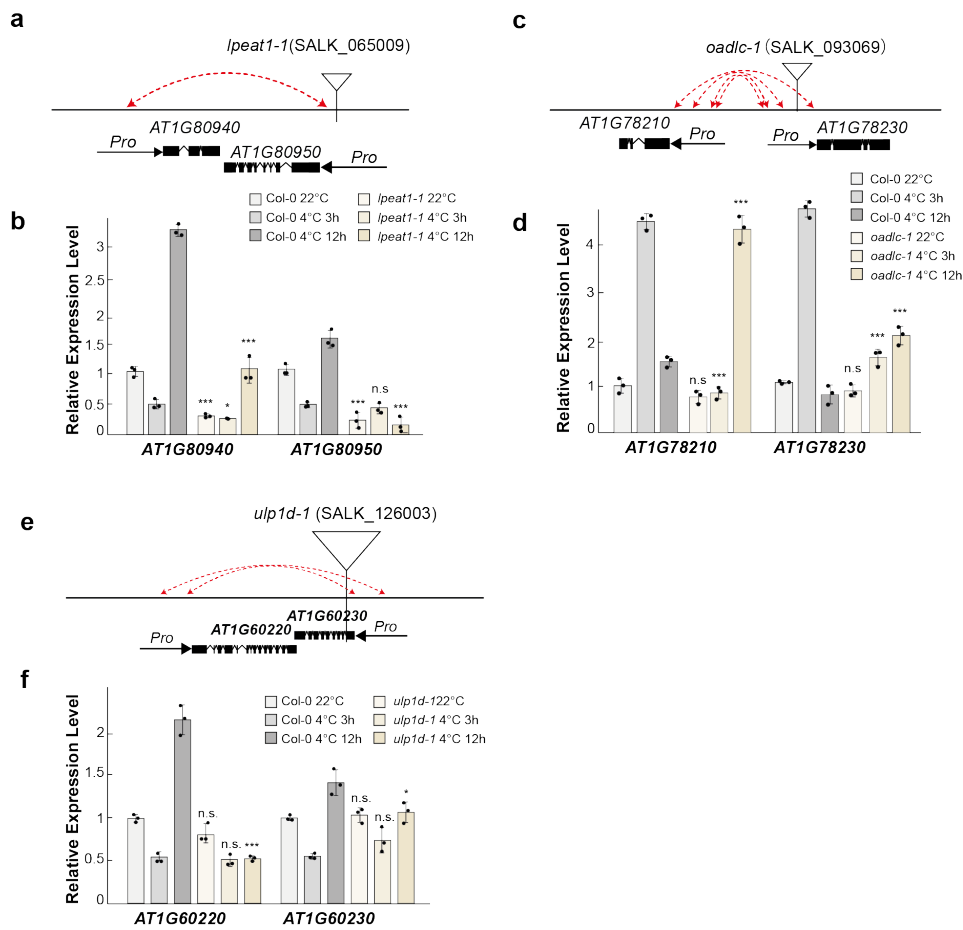 a
lpeat1-1(SALK_065009)
AT1G80940
Pro
AT1G80950
Pro
c
oadlc-1 (SALK_093069)
AT1G78210
Pro
Pro
AT1G78230
b
Col-0 22°C
Col-0 4°C 3h
Col-0 4°C 12h
lpeat1-1 22°C
lpeat1-1 4°C 3h
lpeat1-1 4°C 12h
Relative Expression Level
3
2
1.5
1
0.5
0
***
*
***
***
n.s
***
AT1G80940
AT1G80950
d
Col-0 22°C
Col-0 4°C 3h
Col-0 4°C 12h
oadlc-1 22°C
oadlc-1 4°C 3h
oadlc-1 4°C 12h
Relative Expression Level
4
2
1
0
n.s
***
***
n.s
***
***
AT1G78210
AT1G78230
e
ulp1d-1 (SALK_126003)
AT1G60230
AT1G60220
Pro
Pro
f
Col-0 22°C
Col-0 4°C 3h
Col-0 4°C 12h
ulp1d-122°C
ulp1d-1 4°C 3h
ulp1d-1 4°C 12h
Relative Expression Level
2
1.5
1
0.5
0
n.s.
n.s.
***
n.s.
n.s.
*
AT1G60220
AT1G60230